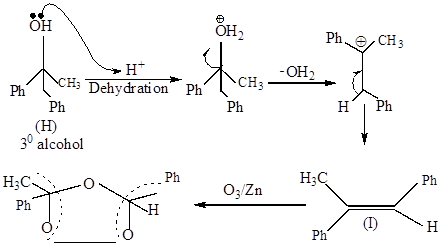 OH
H+
Dehydration
Ph
CH3
Ph
(H)
3⁰ alcohol
⊕
OH2
Ph
CH3
Ph
-OH2
Ph
⊕
CH3
H
Ph
H3C
Ph
O
O
O
Ph
H
O3/Zn
H3C
Ph
(I)
Ph
H